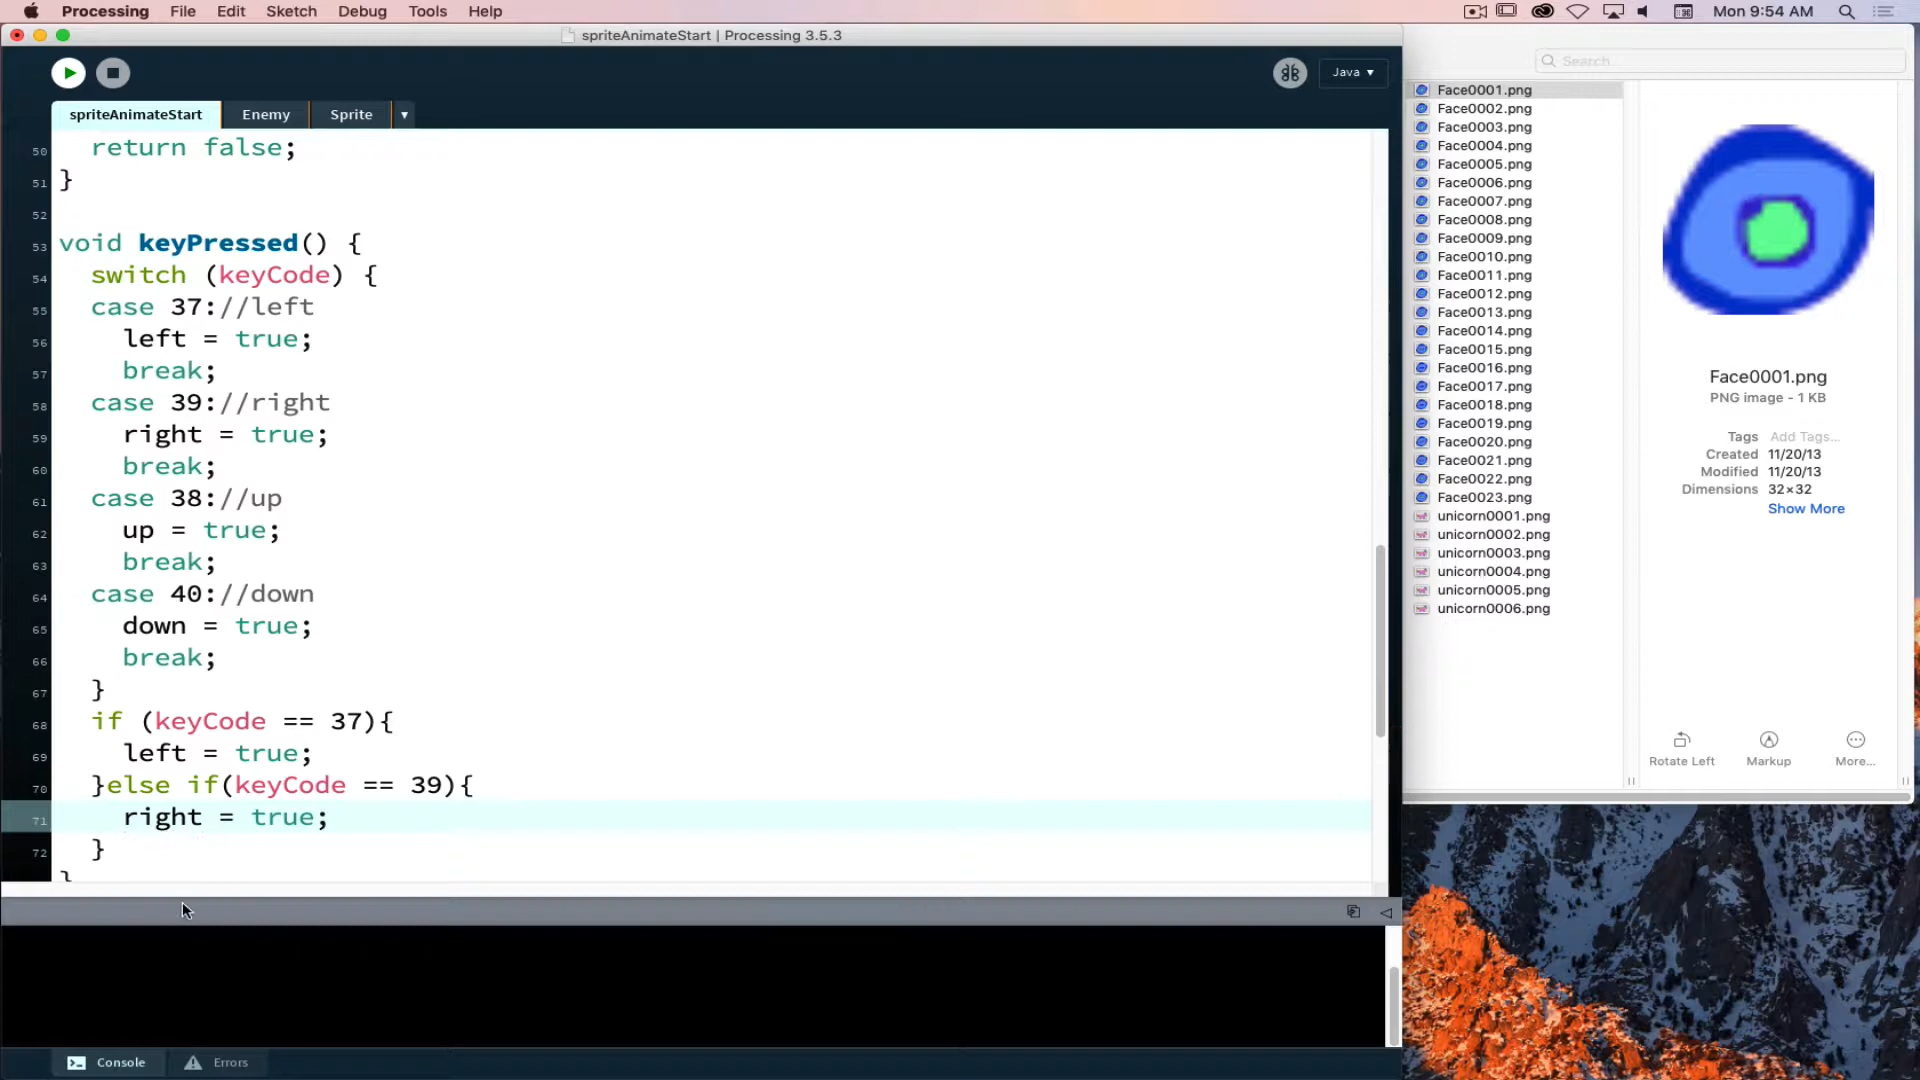 Processing File Edit Sketch Debug Tools Help Mon 9:54 AM
spriteAnimateStart | Processing 3.5.3
Java ▾
spriteAnimateStart Enemy Sprite ▾
50 return false;
51 }
52
53 void keyPressed() {
54 switch (keyCode) {
55 case 37://left
56 left = true;
57 break;
58 case 39://right
59 right = true;
60 break;
61 case 38://up
62 up = true;
63 break;
64 case 40://down
65 down = true;
66 break;
67 }
68 if (keyCode == 37){
69 left = true;
70 }else if(keyCode == 39){
71 right = true;
72 }
}
Console Errors
Search
Face0001.png
Face0002.png
Face0003.png
Face0004.png
Face0005.png
Face0006.png
Face0007.png
Face0008.png
Face0009.png
Face0010.png
Face0011.png
Face0012.png
Face0013.png
Face0014.png
Face0015.png
Face0016.png
Face0017.png
Face0018.png
Face0019.png
Face0020.png
Face0021.png
Face0022.png
Face0023.png
unicorn0001.png
unicorn0002.png
unicorn0003.png
unicorn0004.png
unicorn0005.png
unicorn0006.png
Face0001.png
PNG image - 1 KB
Tags Add Tags...
Created 11/20/13
Modified 11/20/13
Dimensions 32×32
Show More
Rotate Left Markup More...